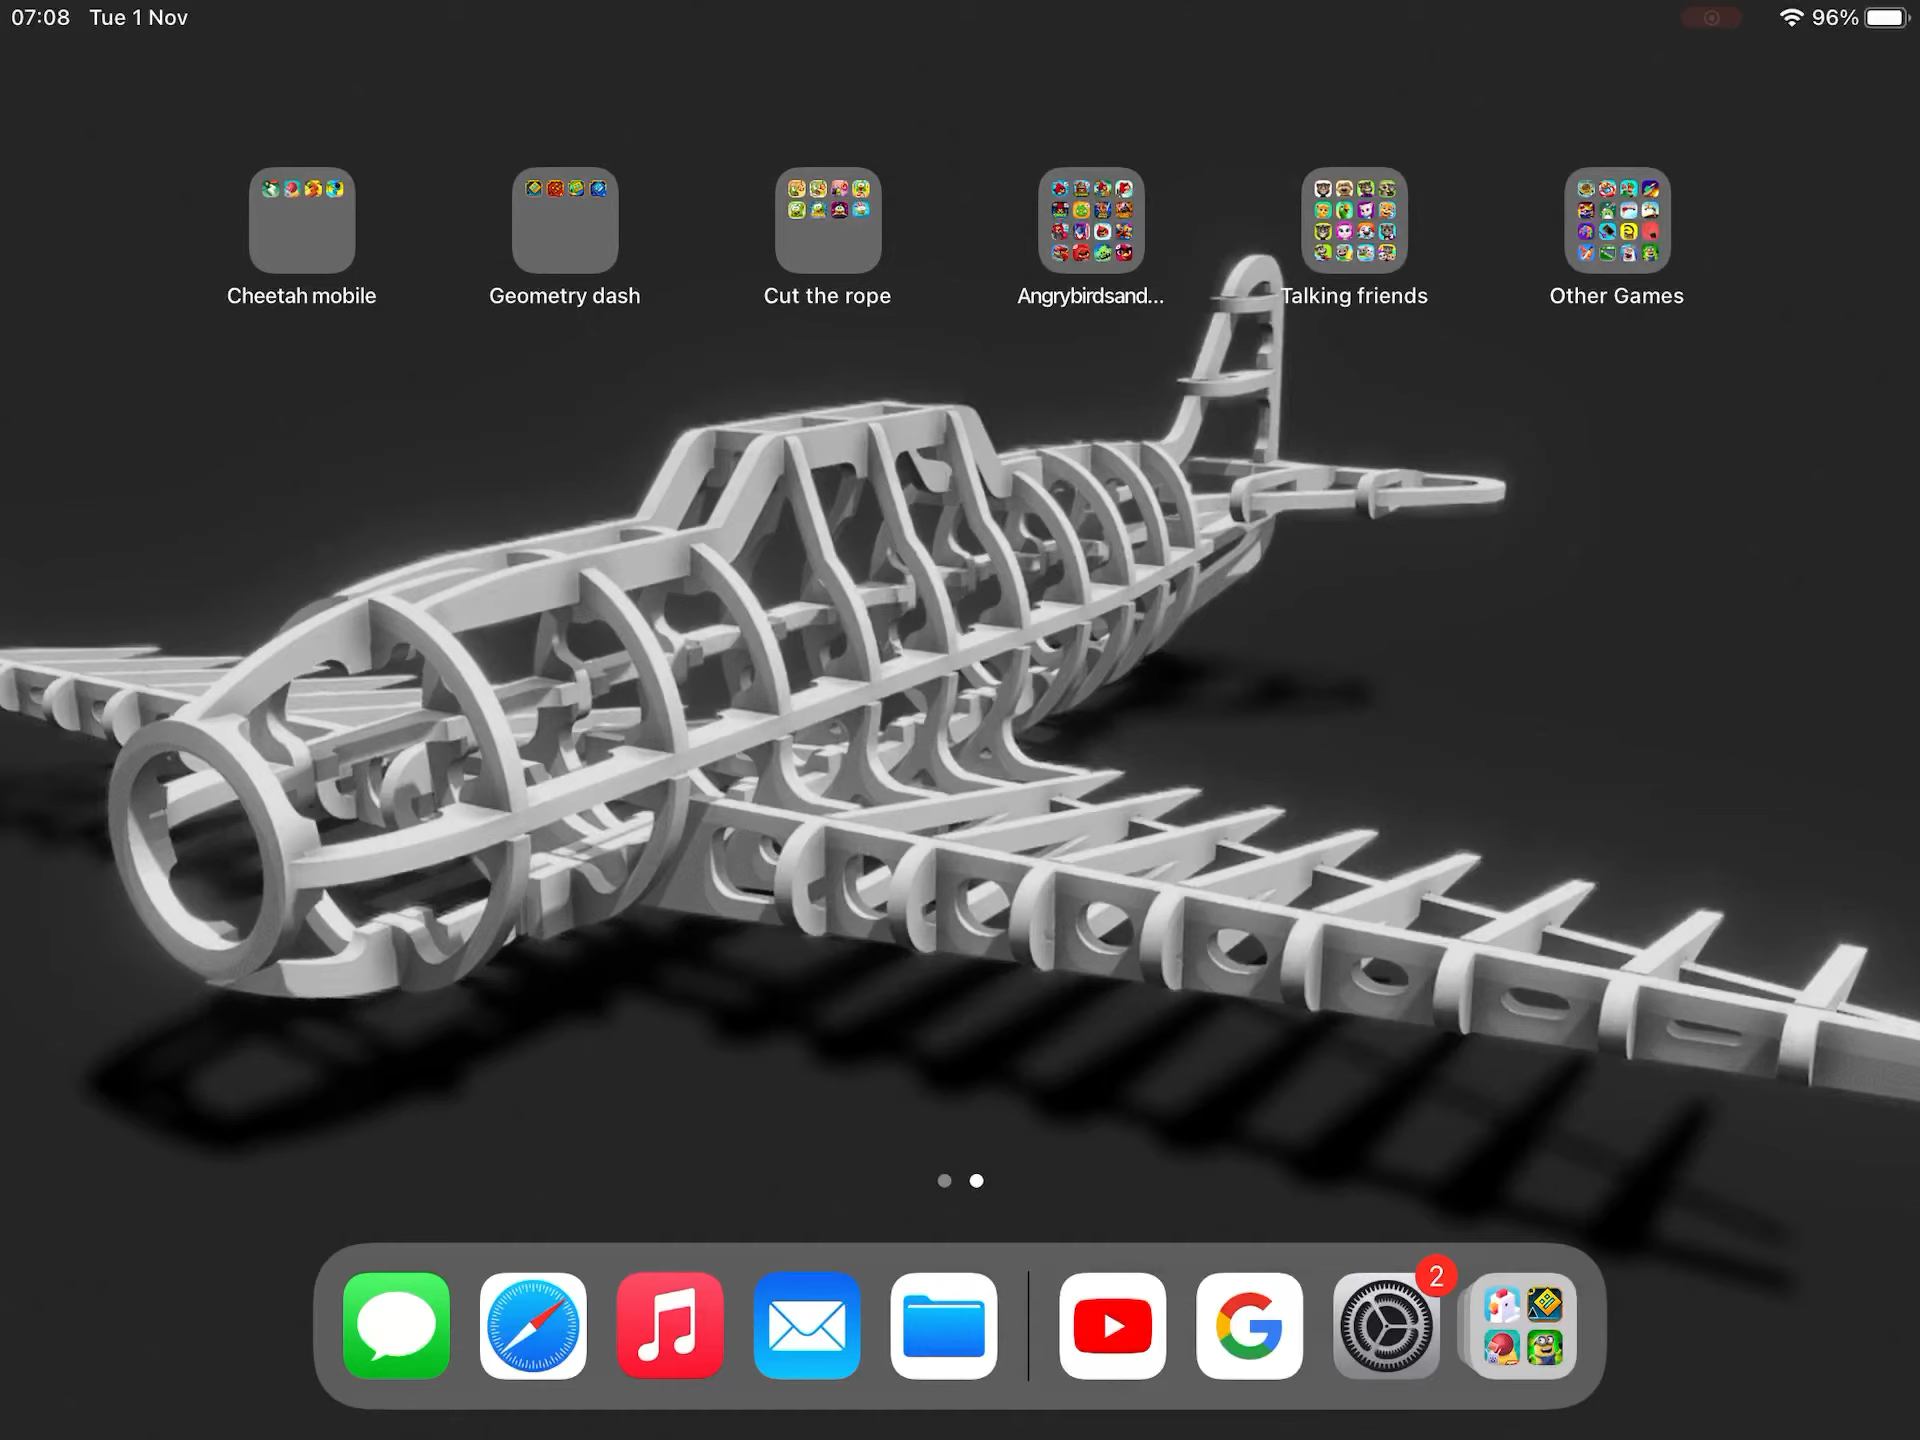 07:08 Tue 1 Nov
96%
Cheetah mobile
Geometry dash
Cut the rope
Angrybirdsand...
Talking friends
Other Games
2